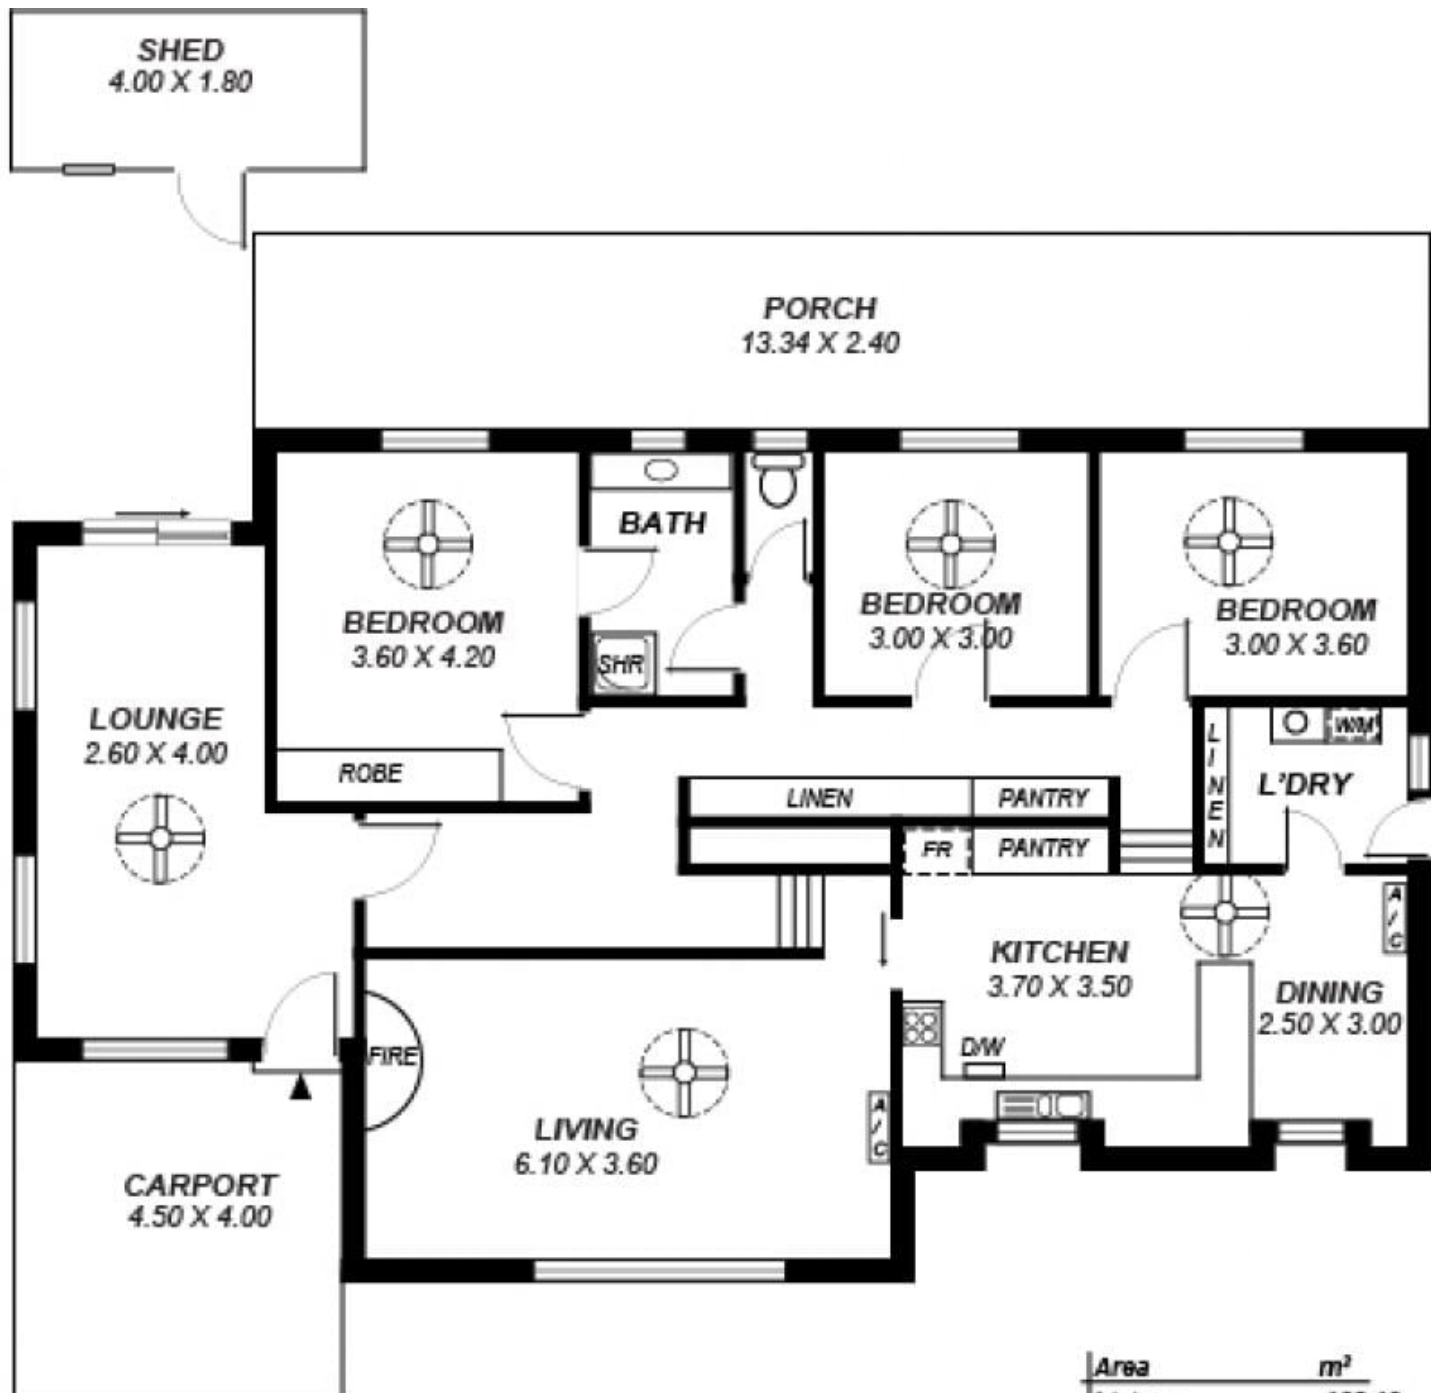 SHED
4.00 X 1.80
PORCH
13.34 X 2.40
BATH
BEDROOM
3.60 X 4.20
SHR
BEDROOM
3.00 X 3.00
BEDROOM
3.00 X 3.60
LOUNGE
2.60 X 4.00
ROBE
LINEN
PANTRY
LINEN
W/M
L'DRY
FR
PANTRY
A/C
KITCHEN
3.70 X 3.50
DINING
2.50 X 3.00
D/W
FIRE
LIVING
6.10 X 3.60
A/C
CARPORT
4.50 X 4.00
Area m²